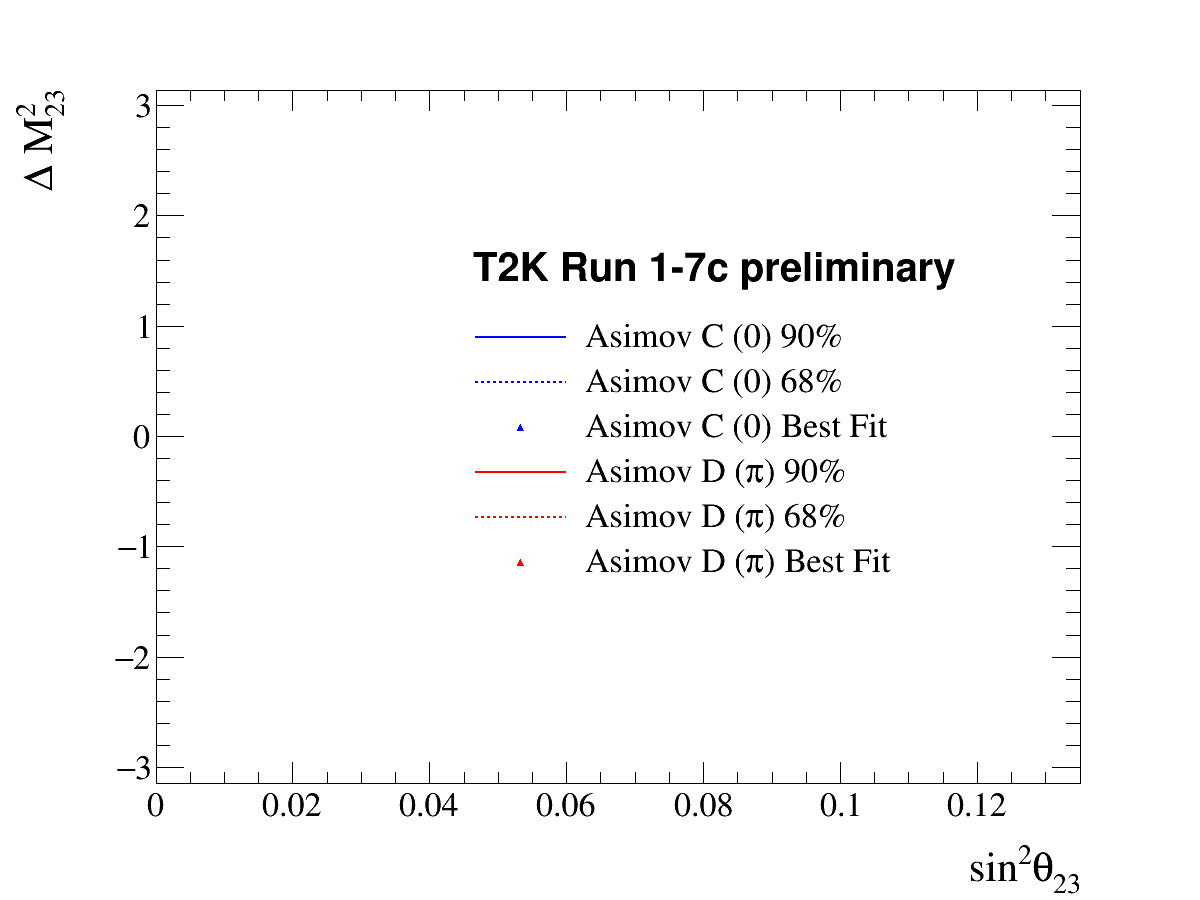 Δ M²₂₃
3
2
1
0
−1
−2
−3
T2K Run 1-7c preliminary
Asimov C (0) 90%
Asimov C (0) 68%
Asimov C (0) Best Fit
Asimov D (π) 90%
Asimov D (π) 68%
Asimov D (π) Best Fit
0 0.02 0.04 0.06 0.08 0.1 0.12
sin²θ₂₃